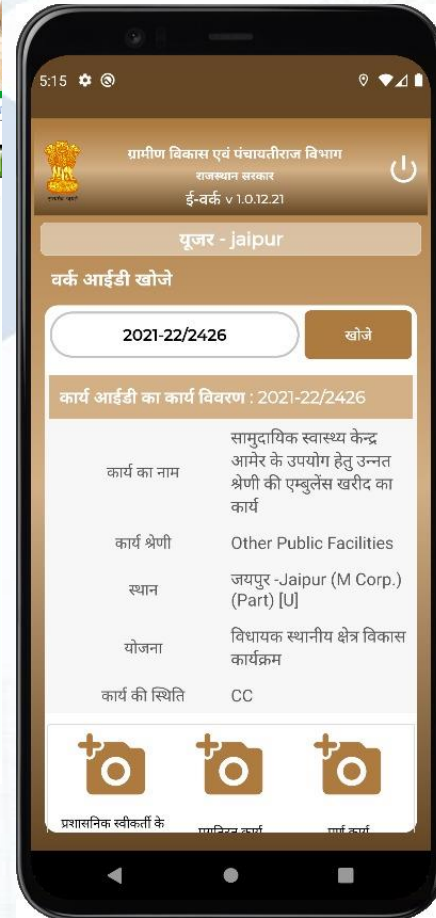 5:15
ग्रामीण विकास एवं पंचायतीराज विभाग
राजस्थान सरकार
ई-वर्क v 1.0.12.21
यूजर - jaipur
वर्क आईडी खोजे
2021-22/2426
खोजे
कार्य आईडी का कार्य विवरण : 2021-22/2426
कार्य का नाम
सामुदायिक स्वास्थ्य केन्द्र
आमेर के उपयोग हेतु उन्नत
श्रेणी की एम्बुलेंस खरीद का
कार्य
कार्य श्रेणी Other Public Facilities
स्थान
जयपुर -Jaipur (M Corp.)
(Part) [U]
योजना
विधायक स्थानीय क्षेत्र विकास
कार्यक्रम
कार्य की स्थिति CC
प्रशासनिक स्वीकर्ती के
कार्य कार्य